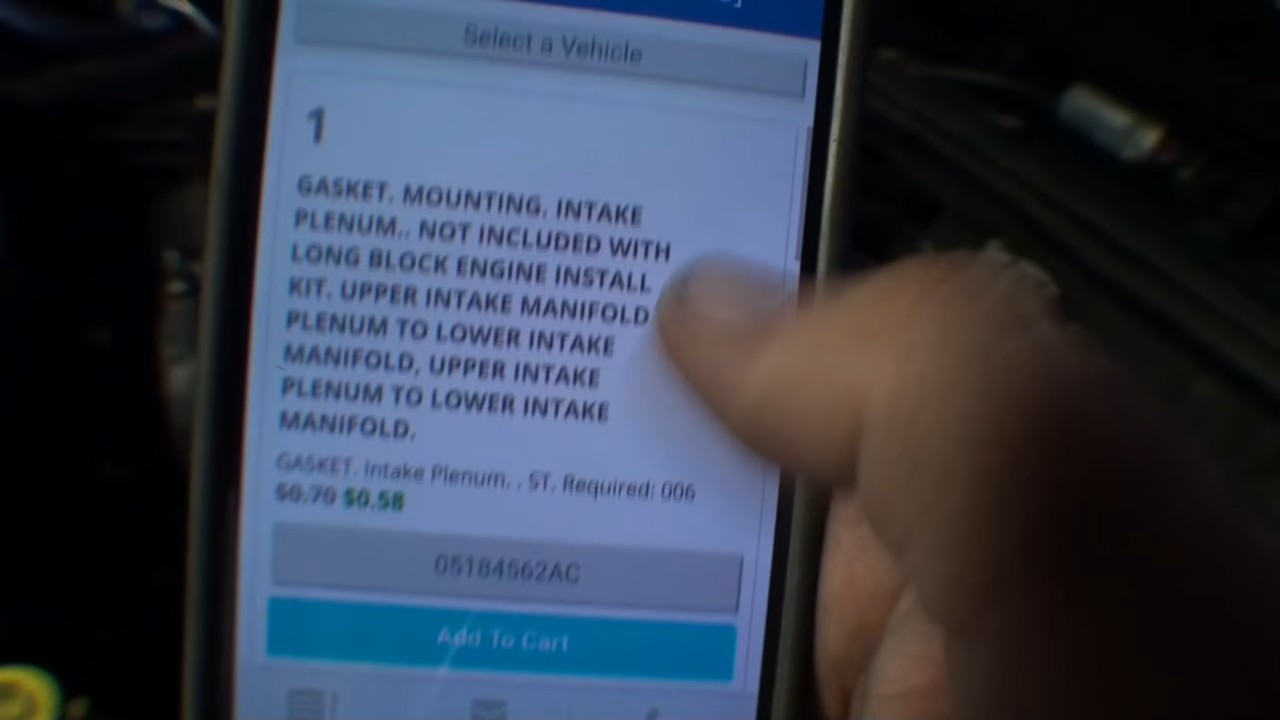 Select a Vehicle
1
GASKET. MOUNTING. INTAKE
PLENUM.. NOT INCLUDED WITH
LONG BLOCK ENGINE INSTALL
KIT. UPPER INTAKE MANIFOLD
PLENUM TO LOWER INTAKE
MANIFOLD, UPPER INTAKE
PLENUM TO LOWER INTAKE
MANIFOLD.
GASKET. Intake Plenum. . ST. Required: 006
$0.70 $0.58
05184562AC
Add To Cart